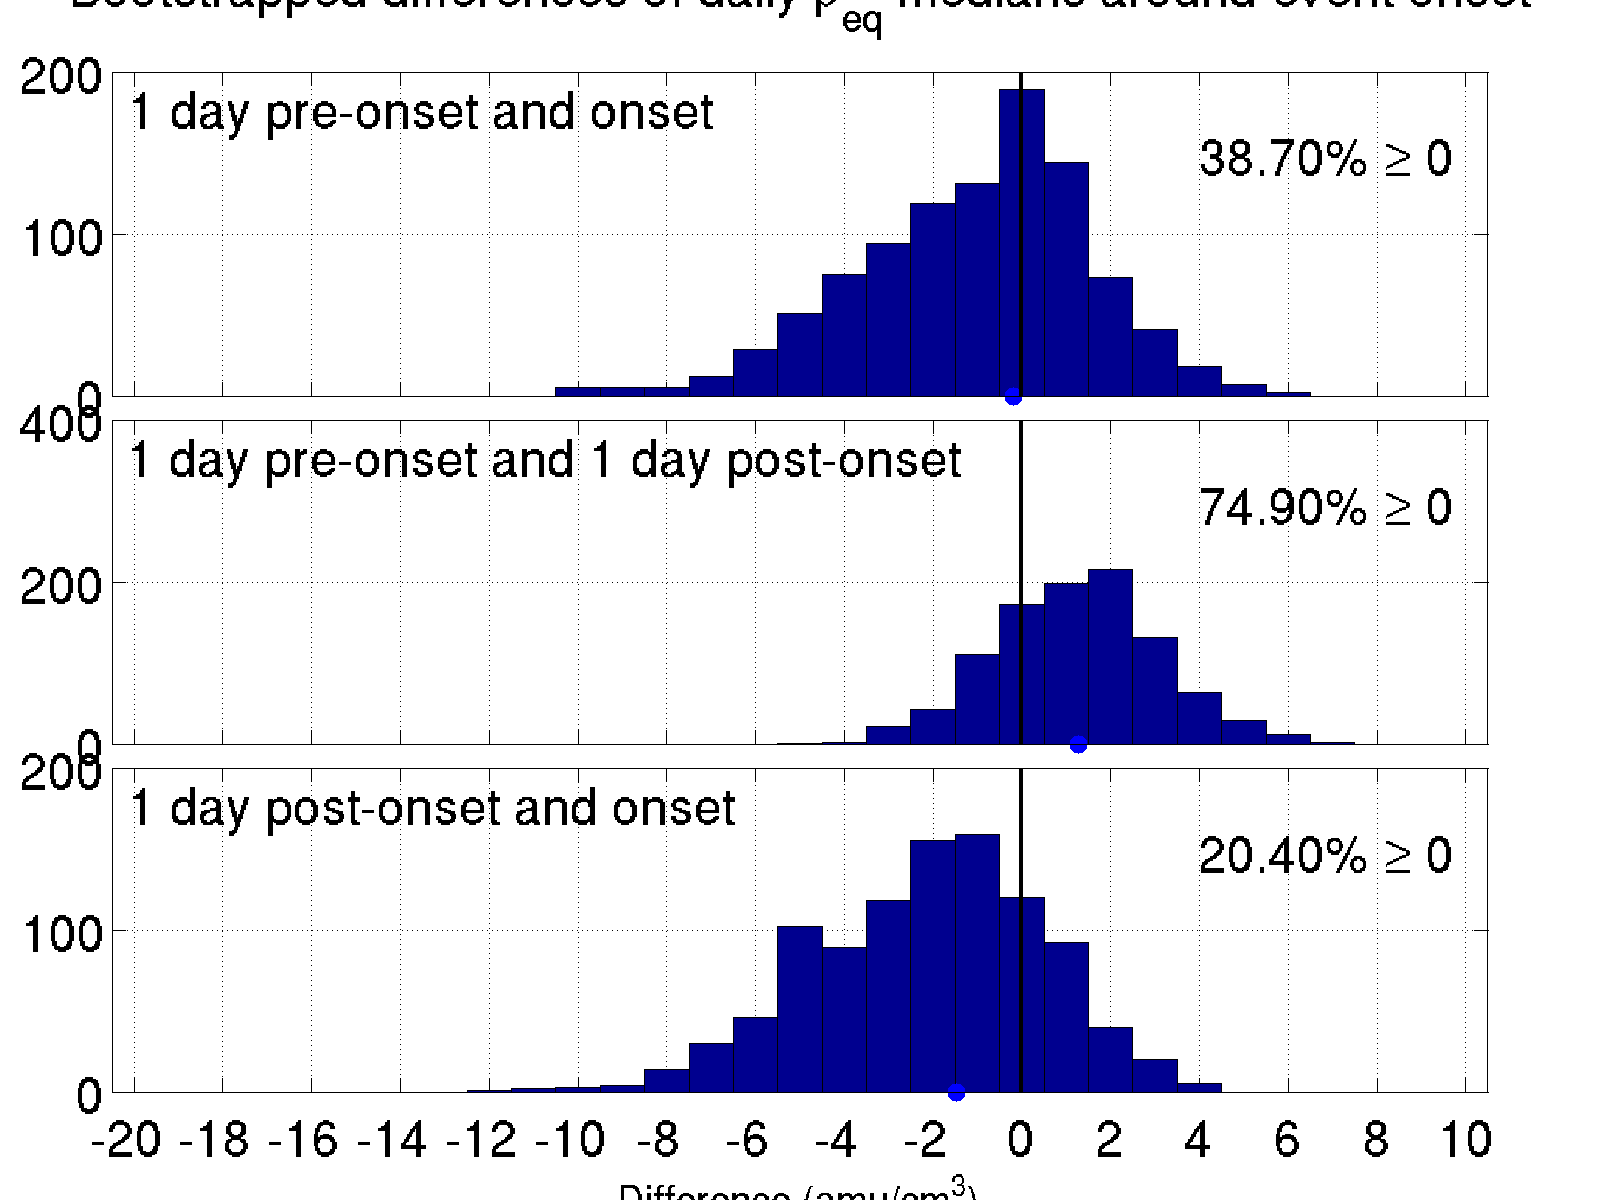 Bootstrapped differences of daily ρeq medians around event onset
200
1 day pre-onset and onset
38.70% ≥ 0
100
0
400
1 day pre-onset and 1 day post-onset
74.90% ≥ 0
200
0
200
1 day post-onset and onset
20.40% ≥ 0
100
0
-20 -18 -16 -14 -12 -10 -8 -6 -4 -2 0 2 4 6 8 10
Difference (amu/cm³)